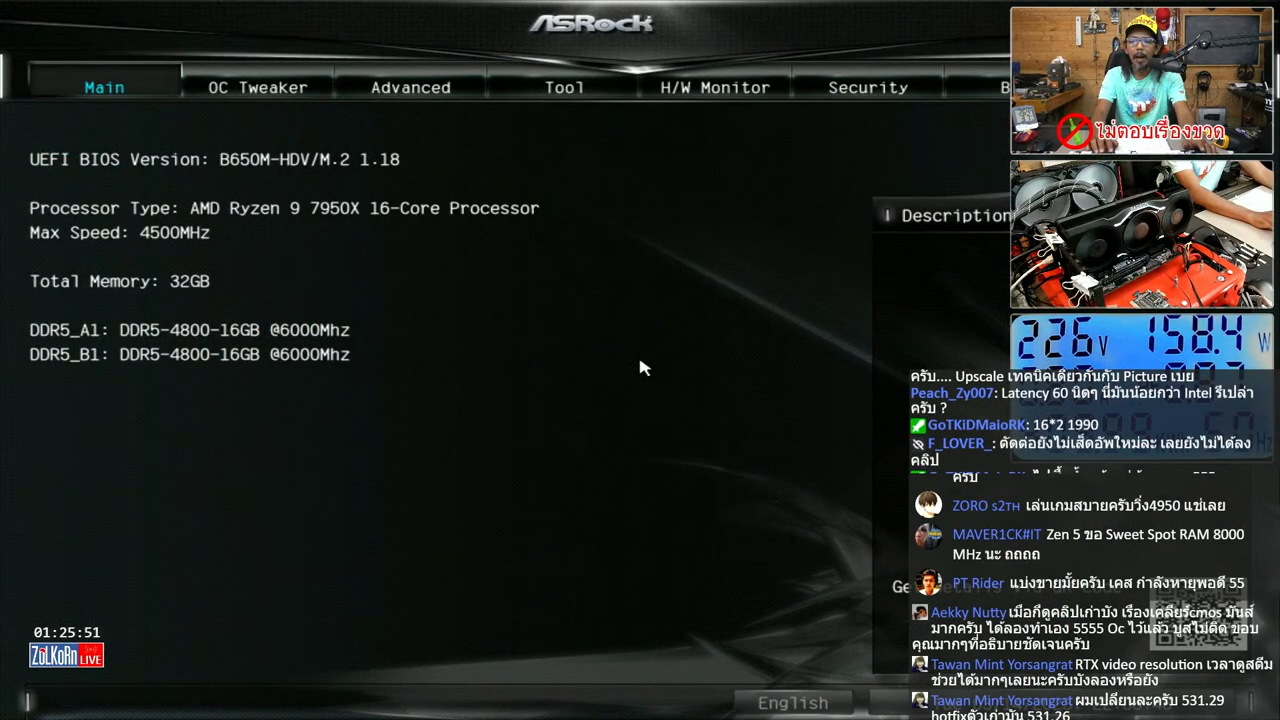 ASRock
Main
OC Tweaker
Advanced
Tool
H/W Monitor
Security
B
UEFI BIOS Version: B650M-HDV/M.2 1.18
Processor Type: AMD Ryzen 9 7950X 16-Core Processor
Max Speed: 4500MHz
Total Memory: 32GB
DDR5_A1: DDR5-4800-16GB @6000Mhz
DDR5_B1: DDR5-4800-16GB @6000Mhz
Description
English
01:25:51
ZoLKoRn LIVE
ไม่ตอบเรื่องขวด
226V 158.4 W
ครับ.... Upscale เทคนิคเดียวกันกับ Picture เบย
Peach_Zy007: Latency 60 นิดๆ นี่มันน้อยกว่า Intel รึเปล่า
ครับ ?
GoTKiDMaioRK: 16*2 1990
F_LOVER_: ตัดต่อยังไม่เส็ดอัพใหม่ละ เลยยังไม่ได้ลง
คลิป
ครับ
ZORO s2TH เล่นเกมสบายครับวิ่ง4950 แช่เลย
MAVER1CK#IT Zen 5 ขอ Sweet Spot RAM 8000
MHz นะ ถถถถ
PT Rider แบ่งขายมั้ยครับ เคส กำลังหายุพอดี 55
Aekky Nutty เมื่อกี้ดูคลิปเก่าบัง เรื่องเคลียร์cmos มันส์
มากครับ ได้ลองทำเอง 5555 Oc ไว้แล้ว บูสไม่ติด ขอบ
คุณมากๆที่อธิบายชัดเจนครับ
Tawan Mint Yorsangrat RTX video resolution เวลาดูสตีม
ช่วยได้มากๆเลยนะครับบังลองหรือยัง
Tawan Mint Yorsangrat ผมเปลี่ยนละครับ 531.29
hotfixตัวเก่ามัน 531.26